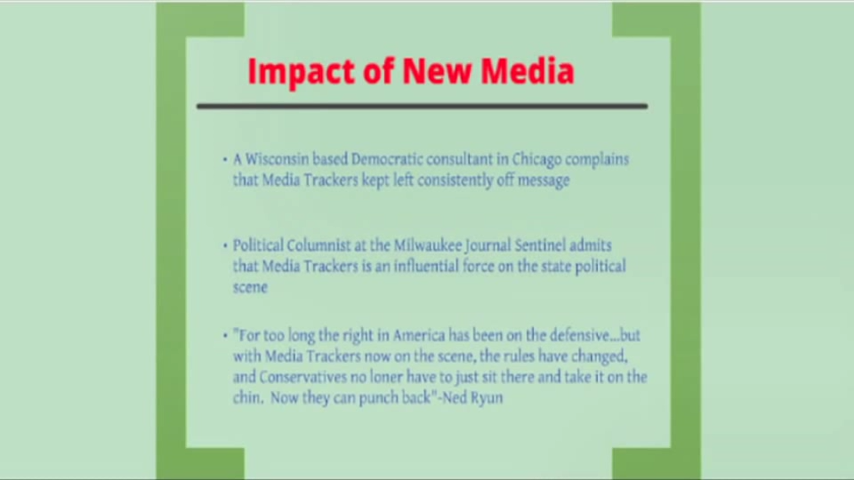 Impact of New Media
• A Wisconsin based Democratic consultant in Chicago complains
that Media Trackers kept left consistently off message
• Political Columnist at the Milwaukee Journal Sentinel admits
that Media Trackers is an influential force on the state political
scene
• "For too long the right in America has been on the defensive...but
with Media Trackers now on the scene, the rules have changed,
and Conservatives no loner have to just sit there and take it on the
chin.  Now they can punch back"-Ned Ryun